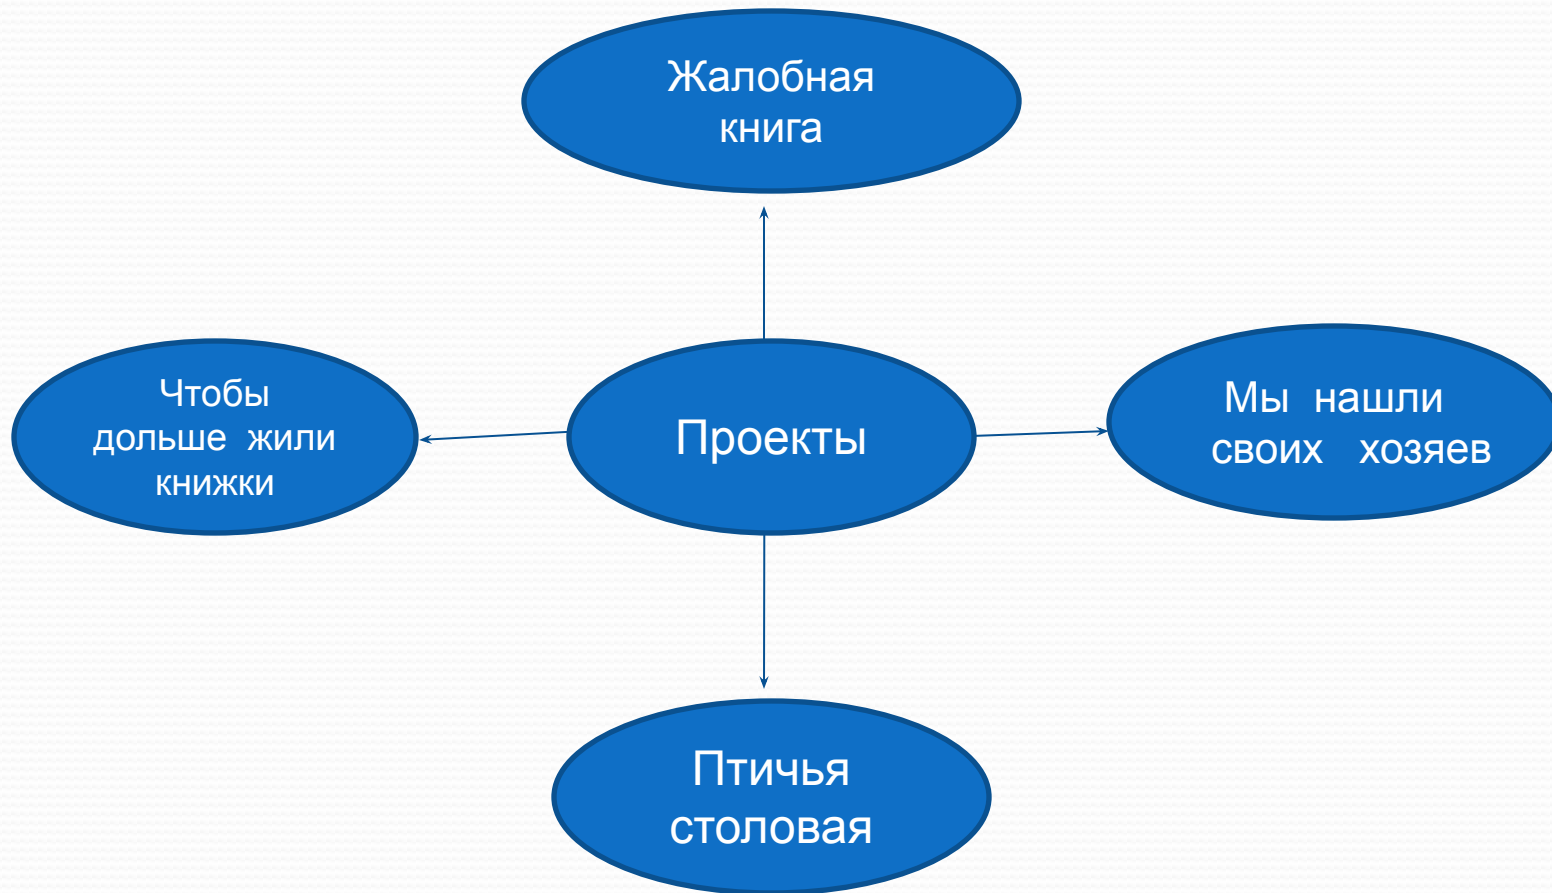 Жалобная
книга
Чтобы
дольше жили
книжки
Проекты
Мы нашли
своих хозяев
Птичья
столовая